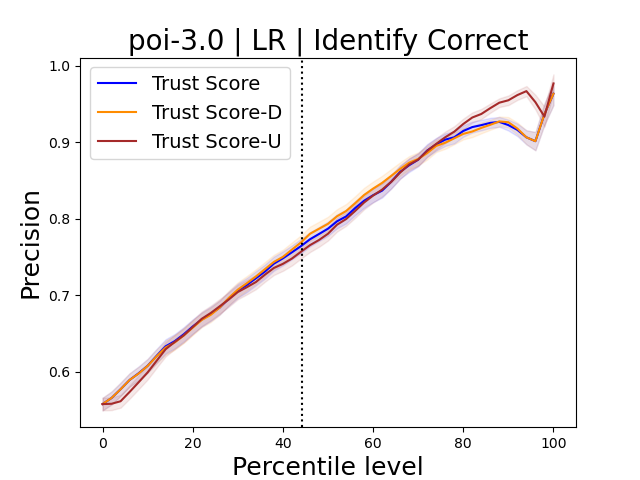 poi-3.0 | LR | Identify Correct
Trust Score
Trust Score-D
Trust Score-U
Precision
1.0
0.9
0.8
0.7
0.6
0 20 40 60 80 100
Percentile level